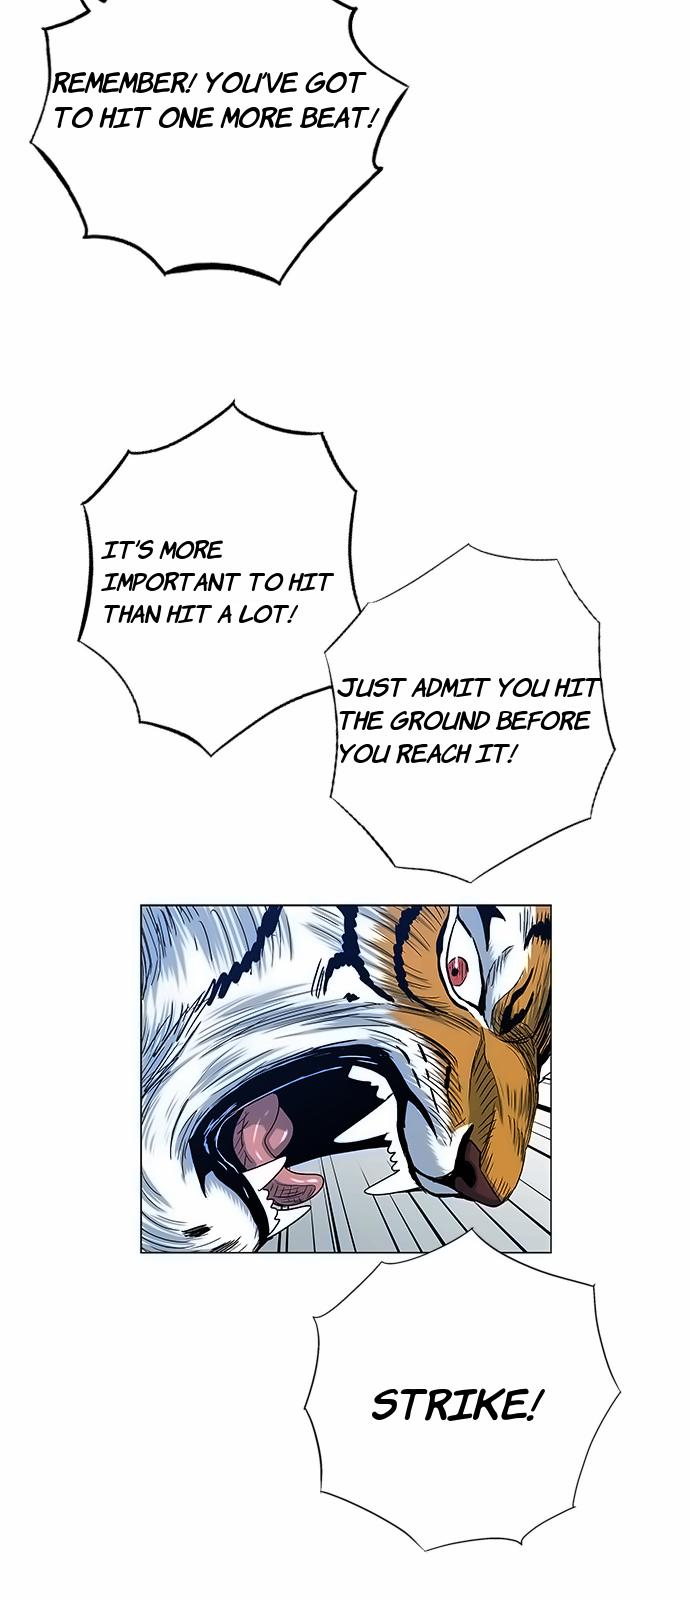 REMEMBER! YOU'VE GOT
TO HIT ONE MORE BEAT!
IT'S MORE
IMPORTANT TO HIT
THAN HIT A LOT!
JUST ADMIT YOU HIT
THE GROUND BEFORE
YOU REACH IT!
STRIKE!